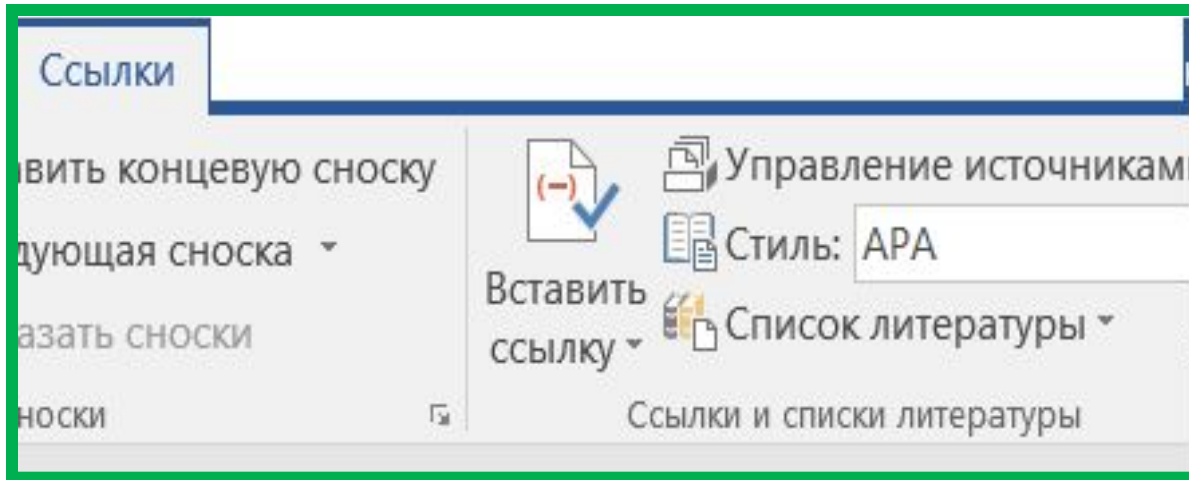 Ссылки
авить концевую сноску
дующая сноска
азать сноски
носки
Вставить
ссылку
Управление источникам
Стиль: APA
Список литературы
Ссылки и списки литературы